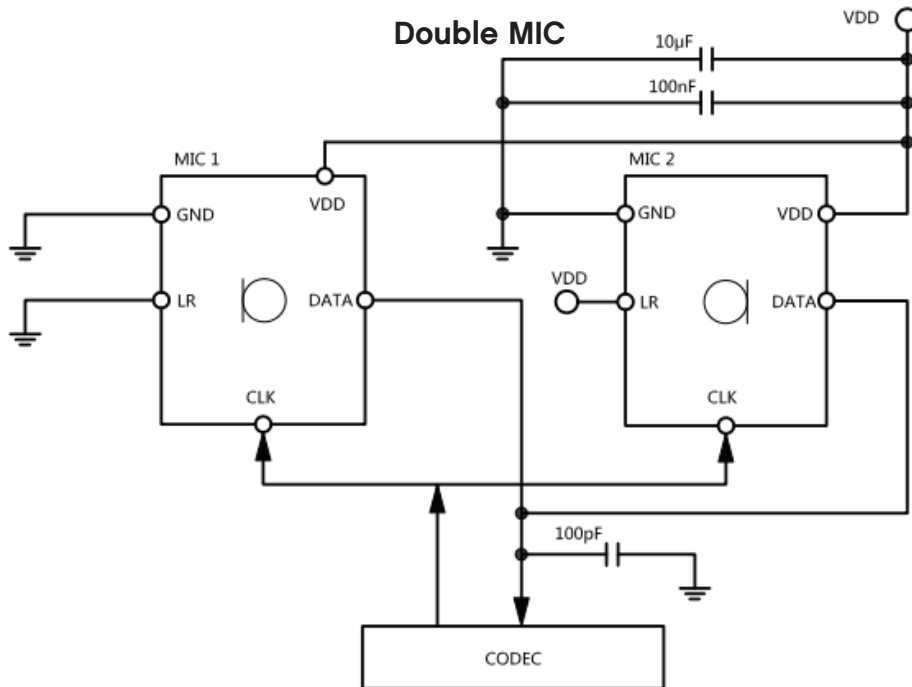 Double MIC
VDD
10µF
100nF
MIC 1
MIC 2
VDD
GND
GND
VDD
VDD
LR
DATA
LR
DATA
CLK
CLK
100pF
CODEC